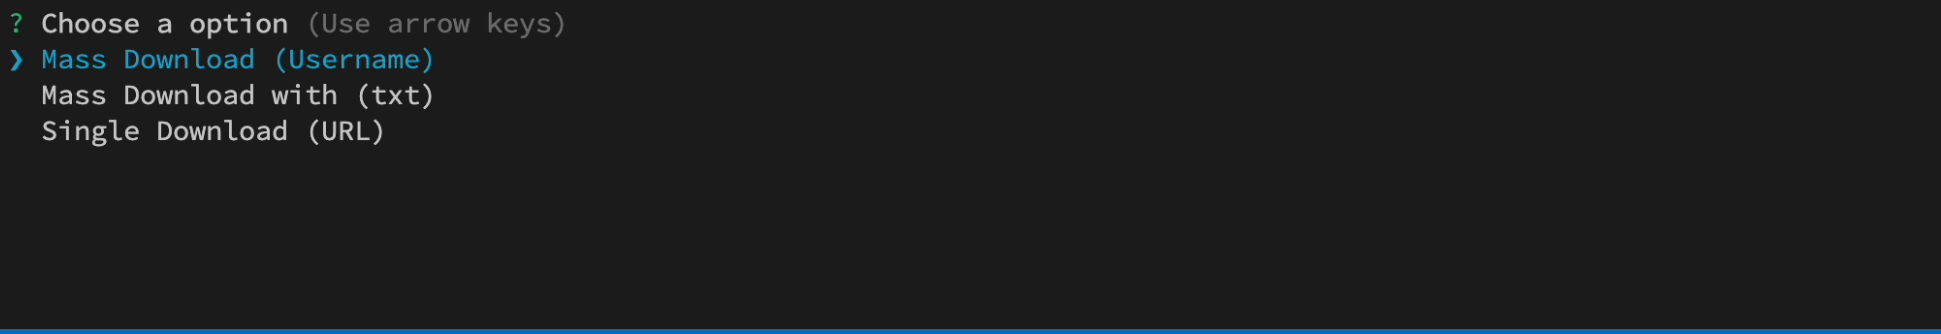 ? Choose a option (Use arrow keys)
❯ Mass Download (Username)
Mass Download with (txt)
Single Download (URL)